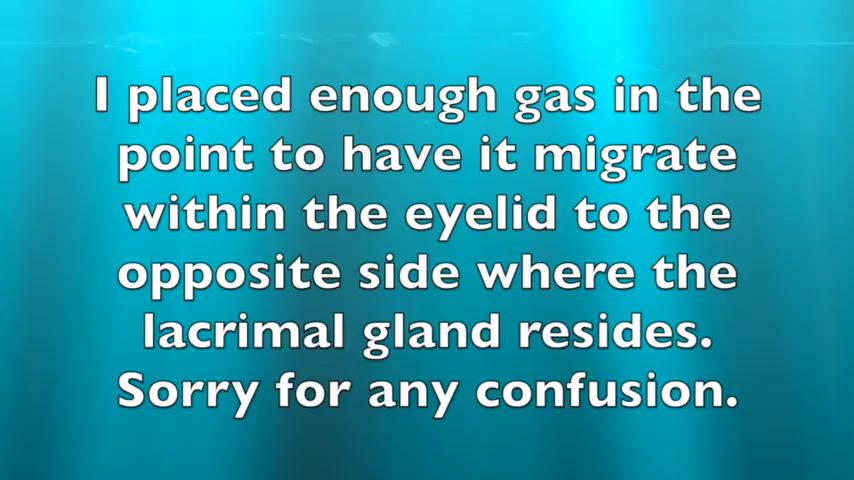 I placed enough gas in the
point to have it migrate
within the eyelid to the
opposite side where the
lacrimal gland resides.
Sorry for any confusion.